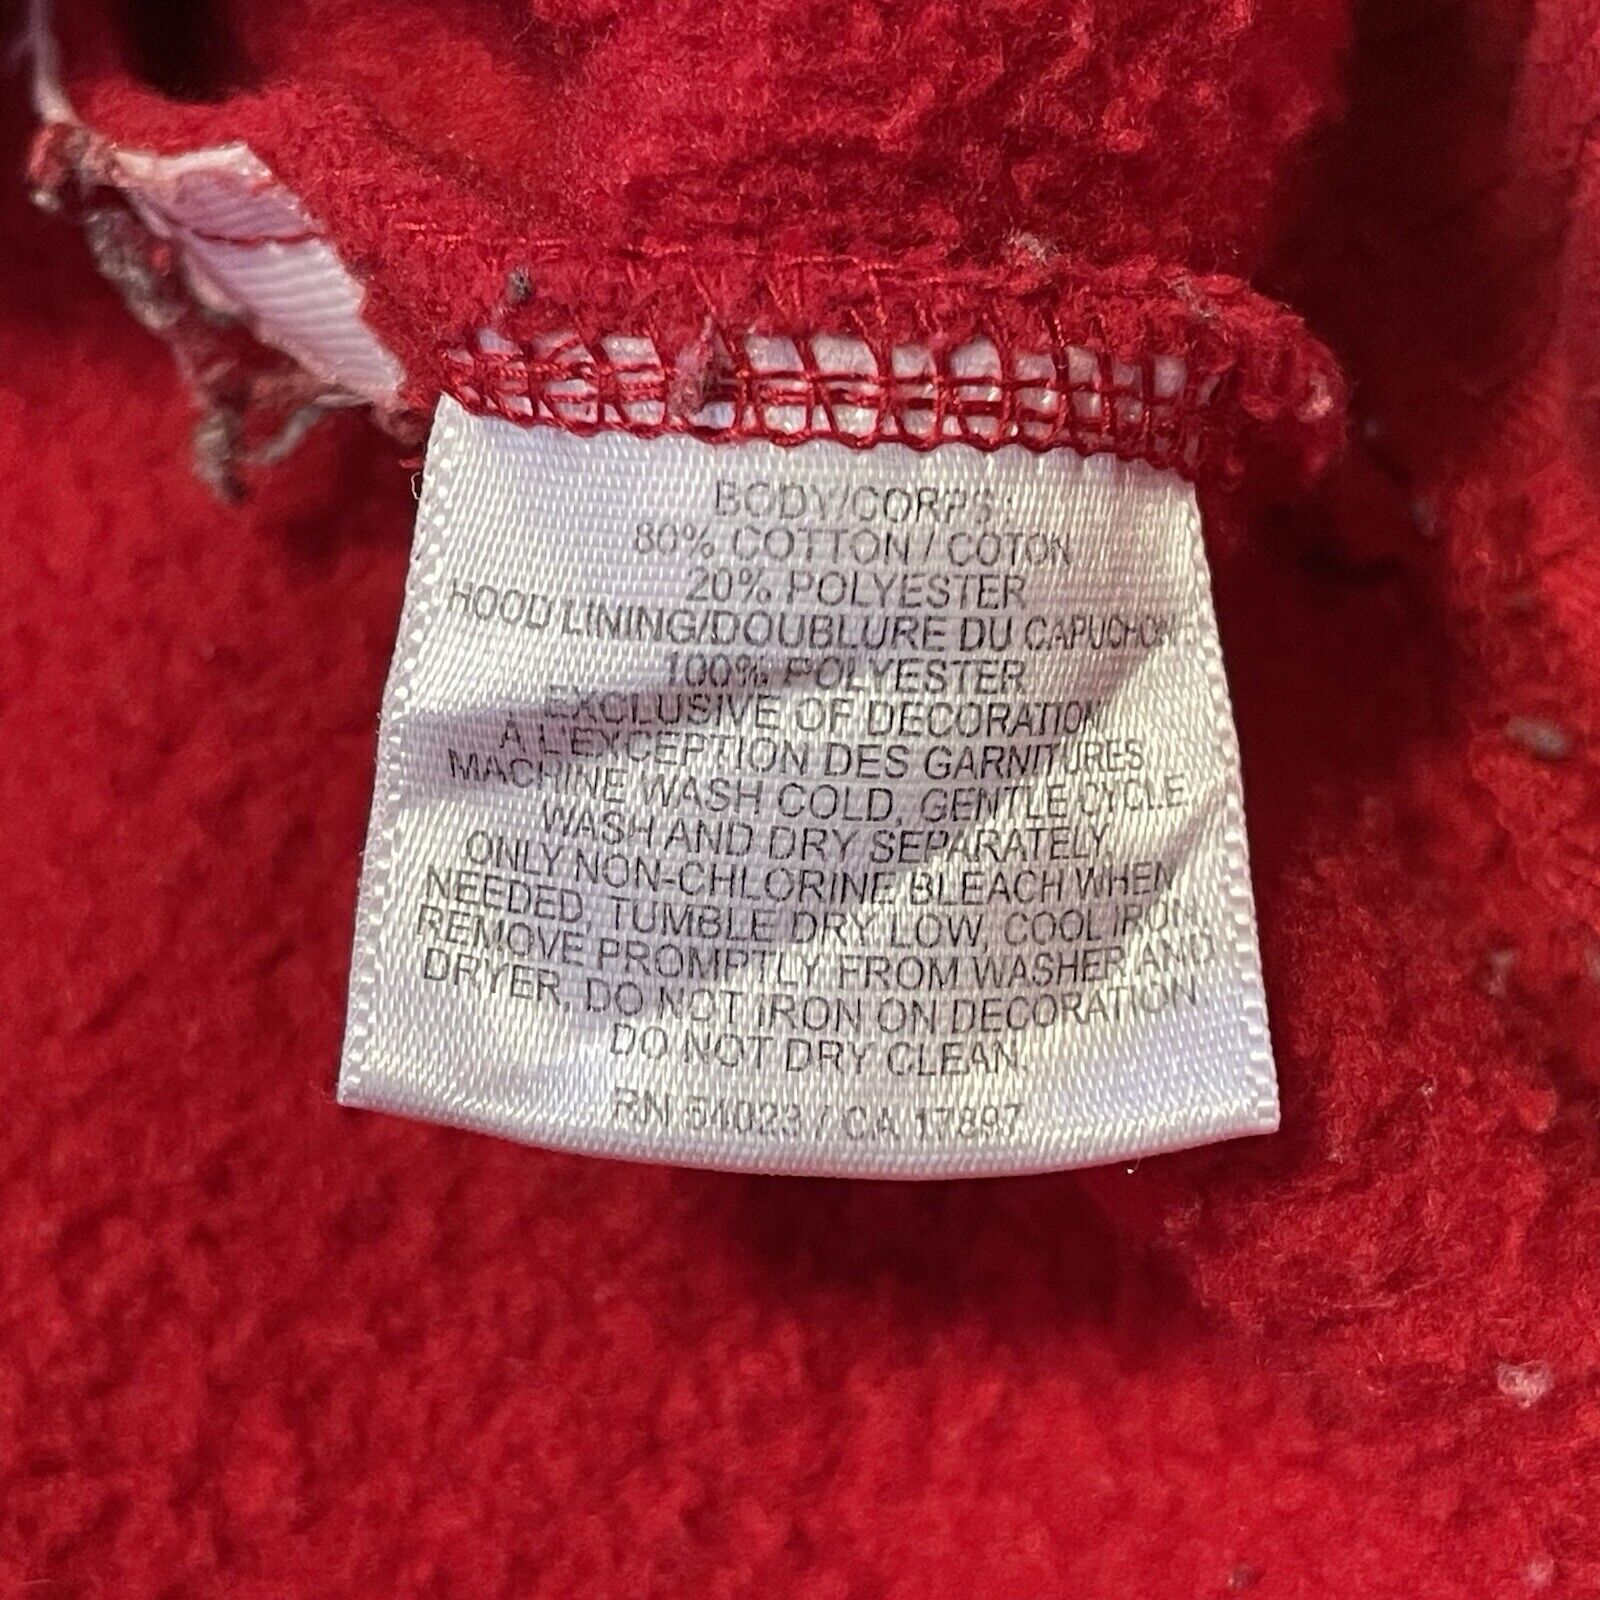 BODY/CORPS:
80% COTTON / COTON
20% POLYESTER
HOOD LINING/DOUBLURE DU CAPUCHON
100% POLYESTER
EXCLUSIVE OF DECORATION
A L'EXCEPTION DES GARNITURES
MACHINE WASH COLD, GENTLE CYCLE,
WASH AND DRY SEPARATELY,
ONLY NON-CHLORINE BLEACH WHEN
NEEDED, TUMBLE DRY LOW, COOL IRON,
REMOVE PROMPTLY FROM WASHER AND
DRYER, DO NOT IRON ON DECORATION,
DO NOT DRY CLEAN.
RN 54023 / CA 17897